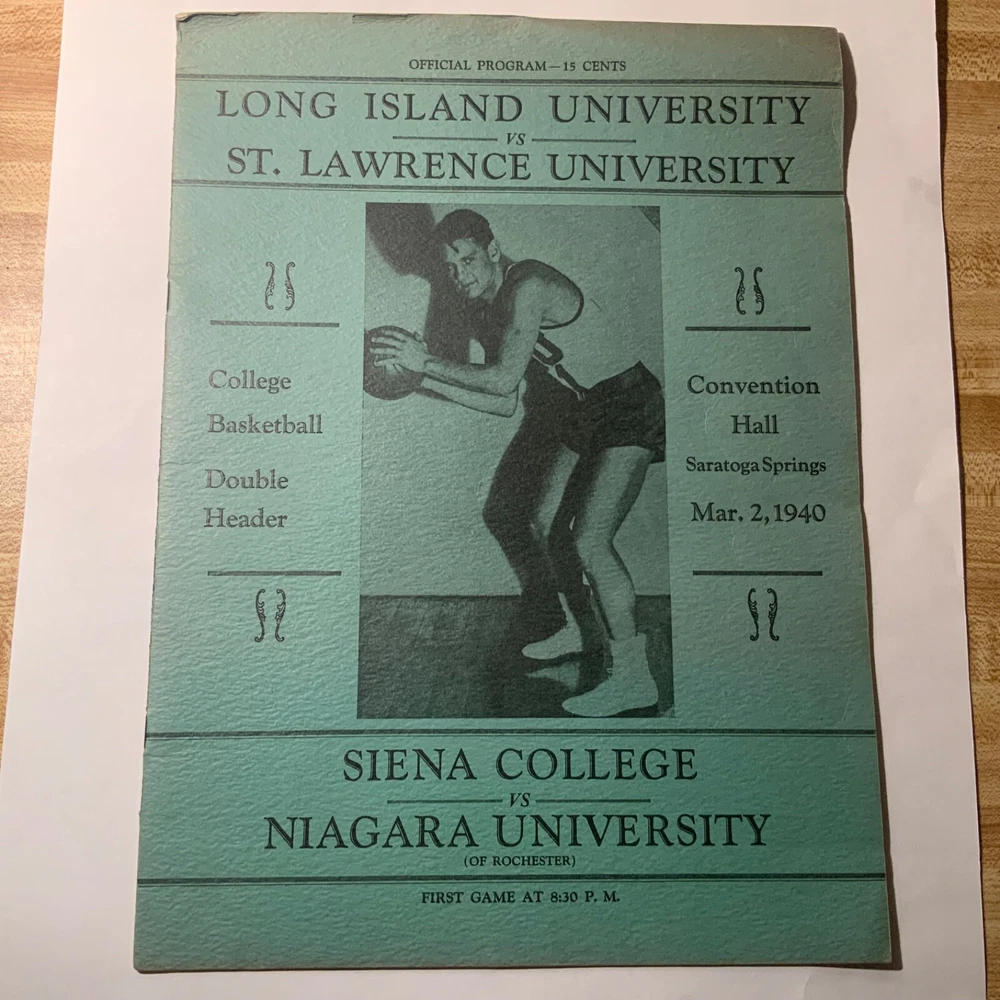 OFFICIAL PROGRAM—15 CENTS
LONG ISLAND UNIVERSITY
VS
ST. LAWRENCE UNIVERSITY
College
Basketball
Double
Header
Convention
Hall
Saratoga Springs
Mar. 2, 1940
SIENA COLLEGE
VS
NIAGARA UNIVERSITY
(OF ROCHESTER)
FIRST GAME AT 8:30 P. M.